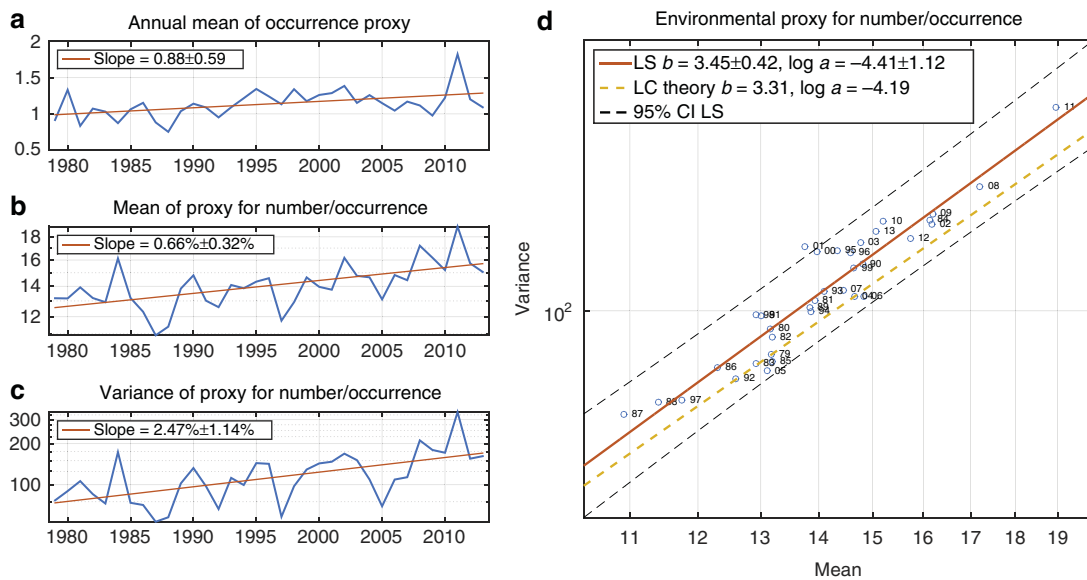 a
Annual mean of occurrence proxy
2
1.5
1
0.5
Slope = 0.88±0.59
1980 1985 1990 1995 2000 2005 2010
b
Mean of proxy for number/occurrence
18
16
14
12
Slope = 0.66%±0.32%
1980 1985 1990 1995 2000 2005 2010
c
Variance of proxy for number/occurrence
300
200
100
Slope = 2.47%±1.14%
1980 1985 1990 1995 2000 2005 2010
d
Environmental proxy for number/occurrence
LS b = 3.45±0.42, log a = −4.41±1.12
LC theory b = 3.31, log a = −4.19
95% CI LS
Variance
10²
11
08
09
84
02
10
13
12
01
00
95
03
96
90
99
93
07
04
06
81
89
94
98
91
80
82
79
83
85
05
86
92
97
88
87
11 12 13 14 15 16 17 18 19
Mean